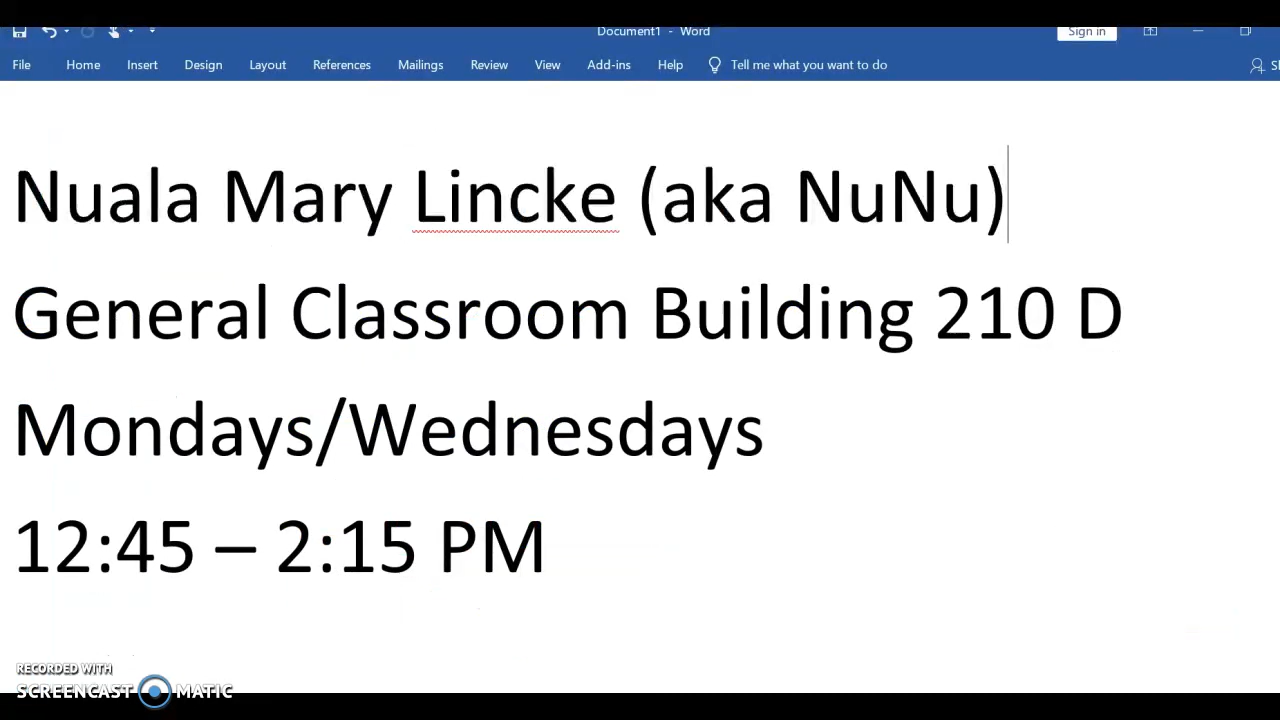 Document1 - Word
Sign in
File Home Insert Design Layout References Mailings Review View Add-ins Help Tell me what you want to do
Nuala Mary Lincke (aka NuNu)
General Classroom Building 210 D
Mondays/Wednesdays
12:45 – 2:15 PM
RECORDED WITH
SCREENCAST MATIC